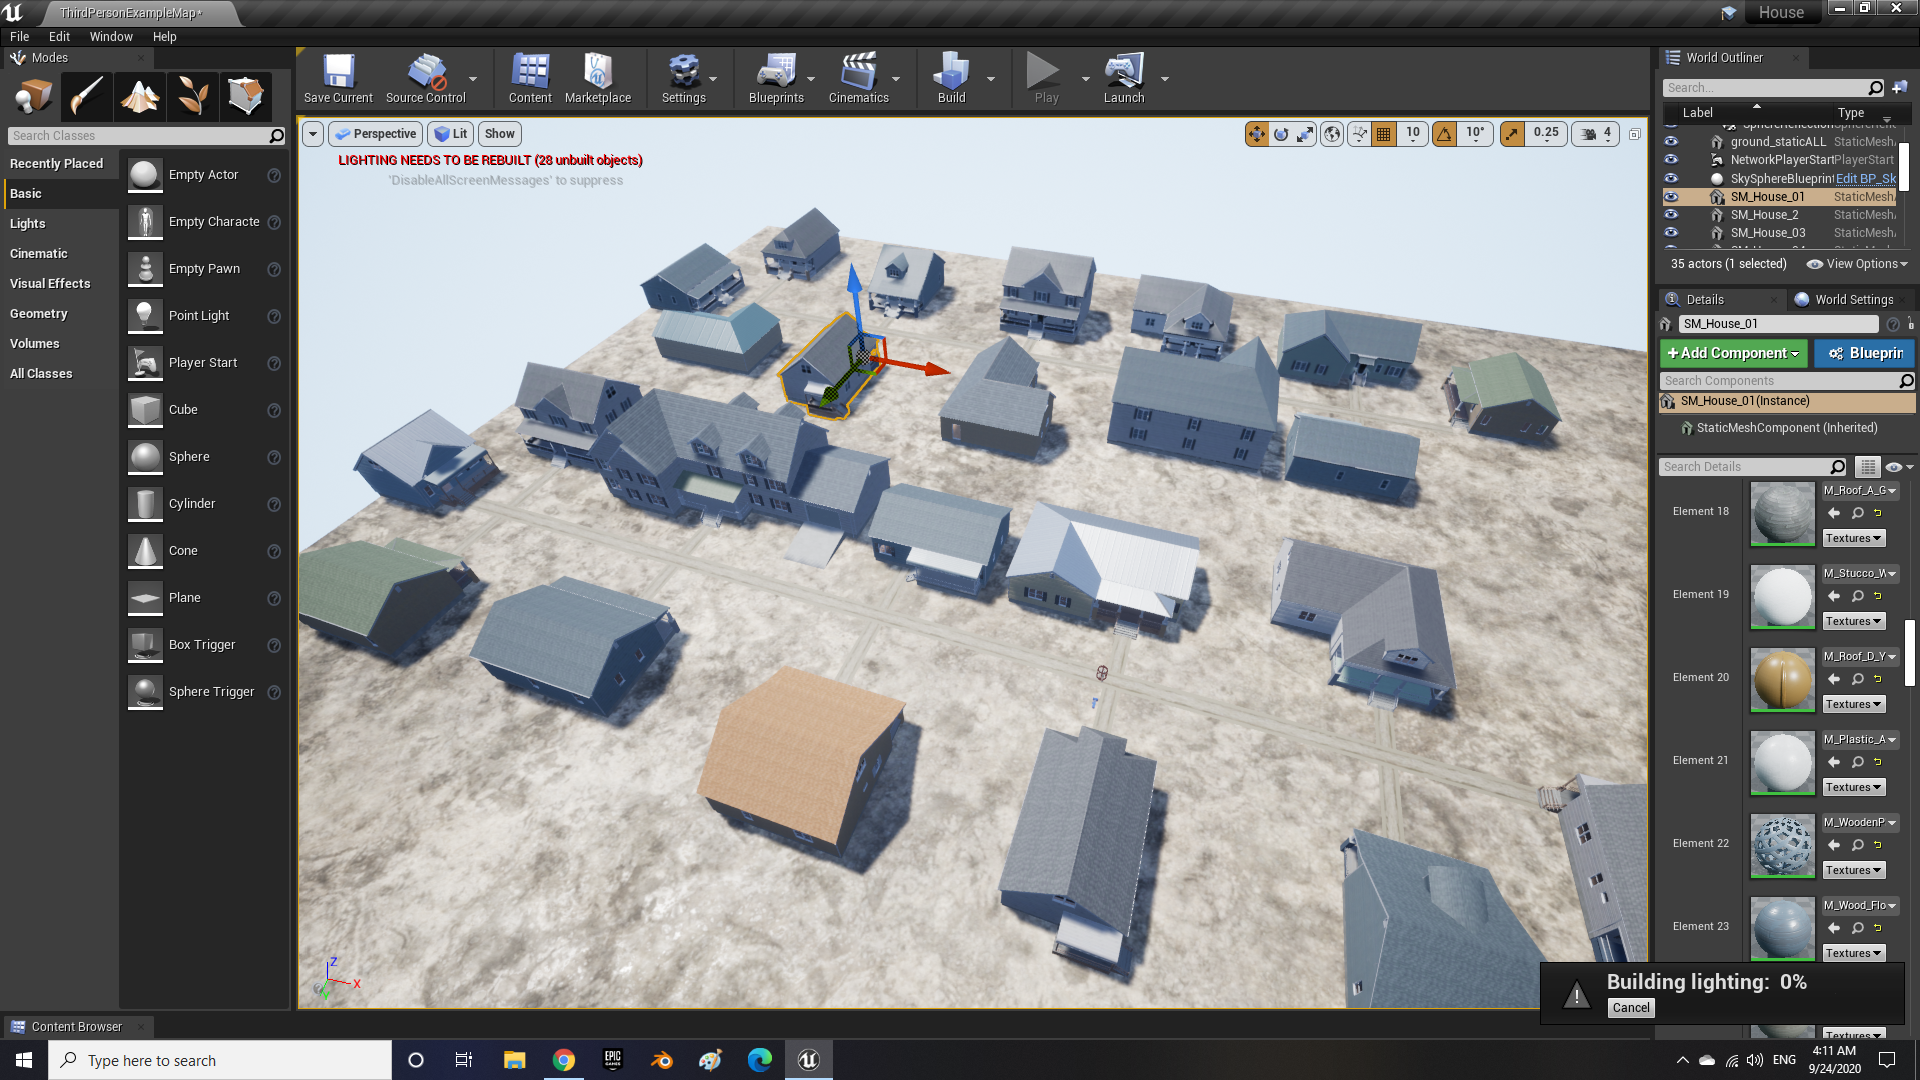 ThirdPersonExampleMap*
House
File Edit Window Help
Modes
Search Classes
Recently Placed
Basic
Lights
Cinematic
Visual Effects
Geometry
Volumes
All Classes
Empty Actor
Empty Characte
Empty Pawn
Point Light
Player Start
Cube
Sphere
Cylinder
Cone
Plane
Box Trigger
Sphere Trigger
Save Current
Source Control
Content
Marketplace
Settings
Blueprints
Cinematics
Build
Play
Launch
Perspective
Lit
Show
10
10°
0.25
4
LIGHTING NEEDS TO BE REBUILT (28 unbuilt objects)
'DisableAllScreenMessages' to suppress
Z
X
Y
World Outliner
Search...
Label
Type
ground_staticALL StaticMesh
NetworkPlayerStart PlayerStart
SkySphereBlueprint Edit BP_Sk
SM_House_01 StaticMesh
SM_House_2 StaticMesh
SM_House_03 StaticMesh
35 actors (1 selected)
View Options
Details
World Settings
SM_House_01
+Add Component
Blueprin
Search Components
SM_House_01(Instance)
StaticMeshComponent (Inherited)
Search Details
Element 18
M_Roof_A_G
Textures
Element 19
M_Stucco_W
Textures
Element 20
M_Roof_D_Y
Textures
Element 21
M_Plastic_A
Textures
Element 22
M_WoodenP
Textures
Element 23
M_Wood_Flo
Textures
Textures
Building lighting: 0%
Cancel
Content Browser
Type here to search
EPIC
GAMES
ENG
4:11 AM
9/24/2020